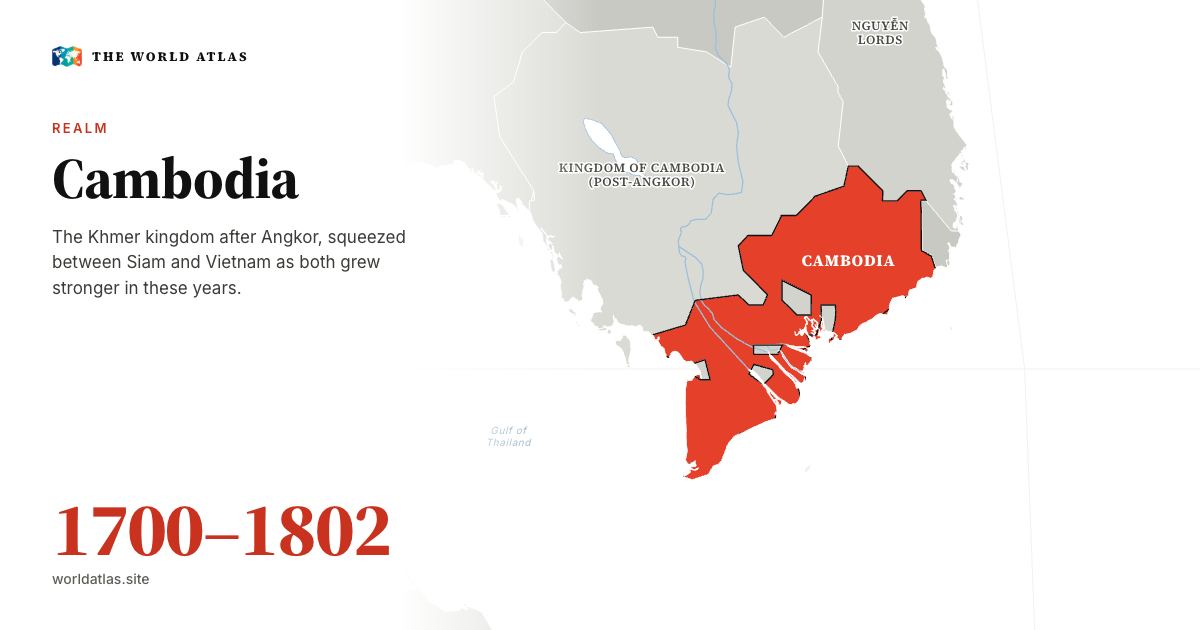 THE WORLD ATLAS
REALM
Cambodia
The Khmer kingdom after Angkor, squeezed
between Siam and Vietnam as both grew
stronger in these years.
1700–1802
worldatlas.site
NGUYỄN
LORDS
KINGDOM OF CAMBODIA
(POST-ANGKOR)
CAMBODIA
Gulf of
Thailand